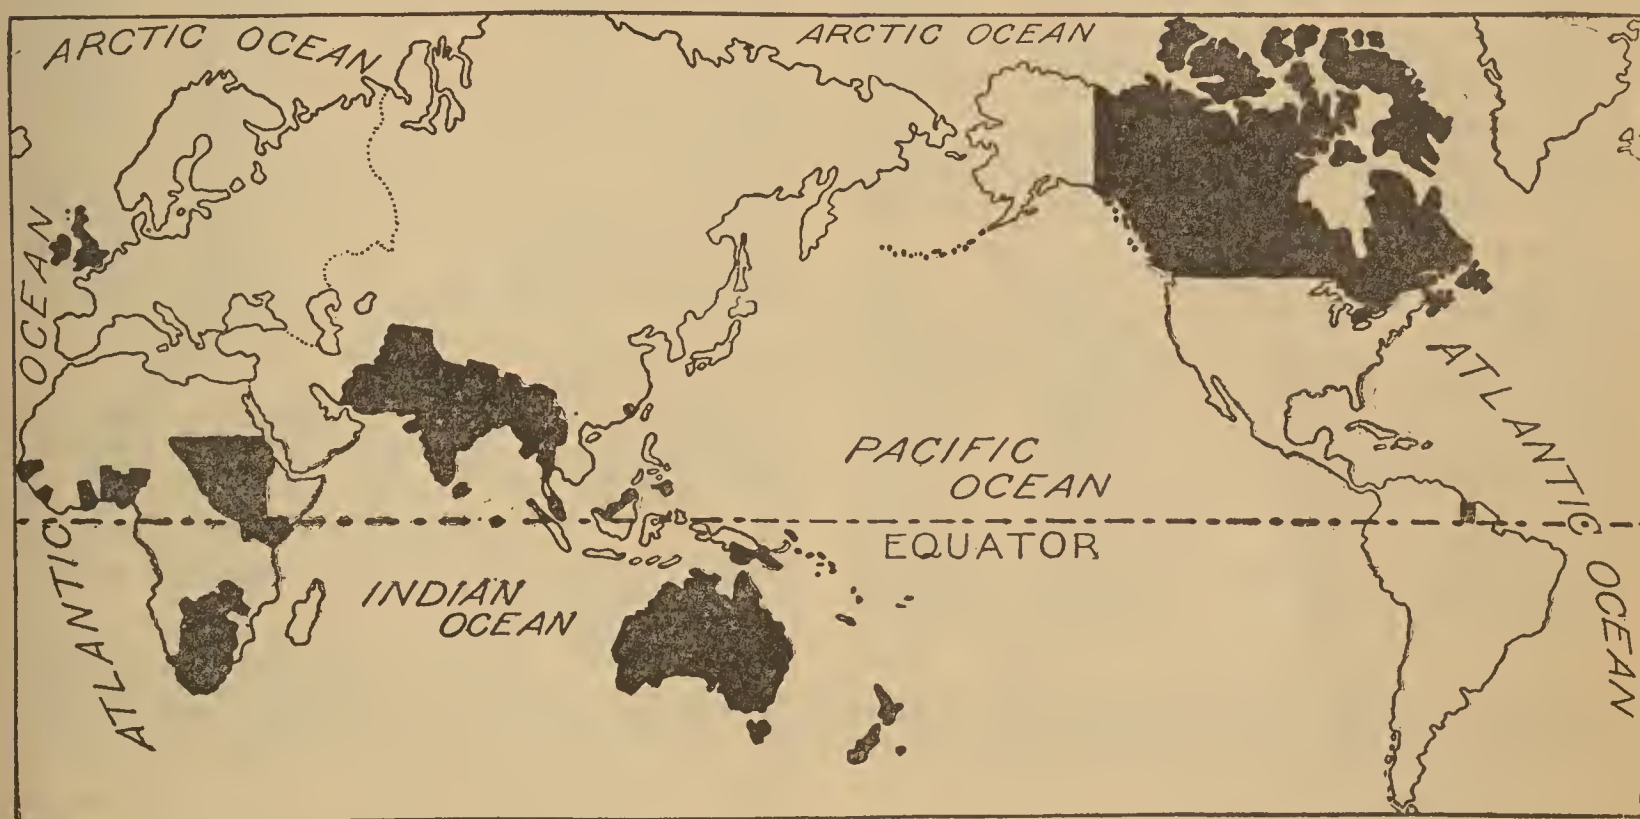 ARCTIC OCEAN
ARCTIC OCEAN
ATLANTIC
OCEAN
PACIFIC
OCEAN
EQUATOR
INDIAN
OCEAN
ATLANTIC OCEAN